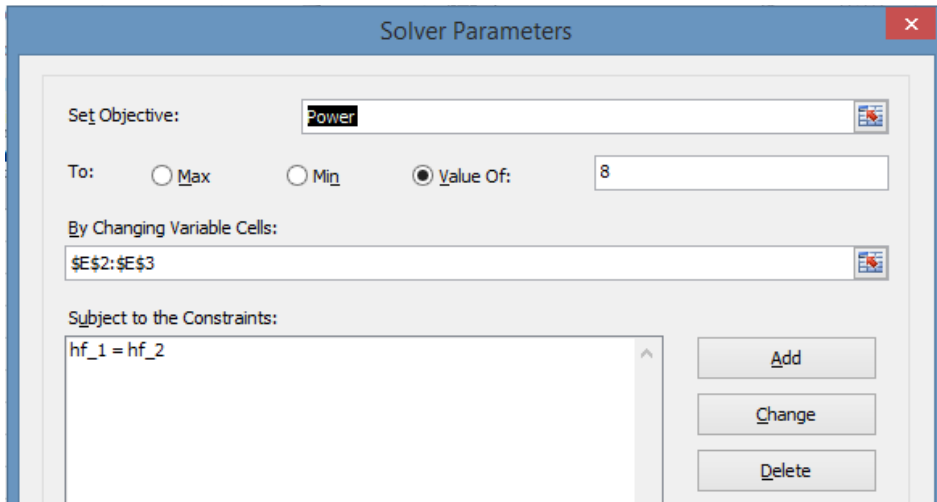 Solver Parameters
Set Objective:
Power
To:
Max
Min
Value Of:
8
By Changing Variable Cells:
$E$2:$E$3
Subject to the Constraints:
hf_1 = hf_2
Add
Change
Delete